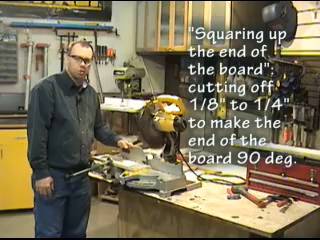 "Squaring up
the end of
the board":
cutting off
1/8" to 1/4"
to make the
end of the
board 90 deg.